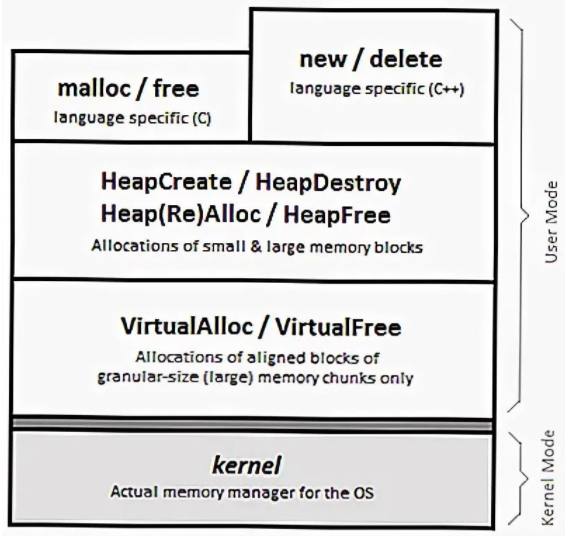 malloc / free
language specific (C)
new / delete
language specific (C++)
HeapCreate / HeapDestroy
Heap(Re)Alloc / HeapFree
Allocations of small & large memory blocks
VirtualAlloc / VirtualFree
Allocations of aligned blocks of
granular-size (large) memory chunks only
User Mode
kernel
Actual memory manager for the OS
Kernel Mode